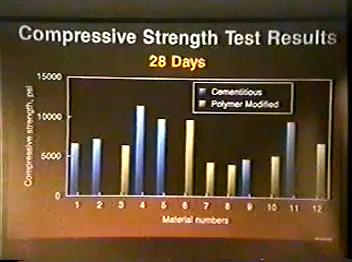 Compressive Strength Test Results
28 Days
Compressive strength, psi
15000
10000
5000
0
Cementitious
Polymer Modified
1 2 3 4 5 6 7 8 9 10 11 12
Material numbers